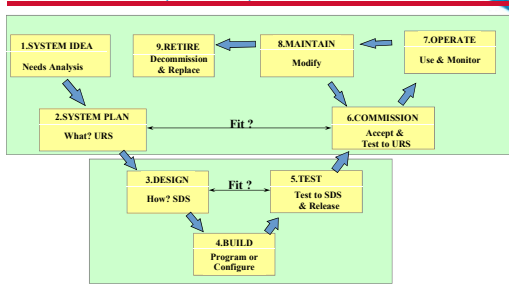 1.SYSTEM IDEA
Needs Analysis
9.RETIRE
Decommission
& Replace
8.MAINTAIN
Modify
7.OPERATE
Use & Monitor
2.SYSTEM PLAN
What? URS
Fit ?
6.COMMISSION
Accept &
Test to URS
3.DESIGN
How? SDS
Fit ?
5.TEST
Test to SDS
& Release
4.BUILD
Program or
Configure